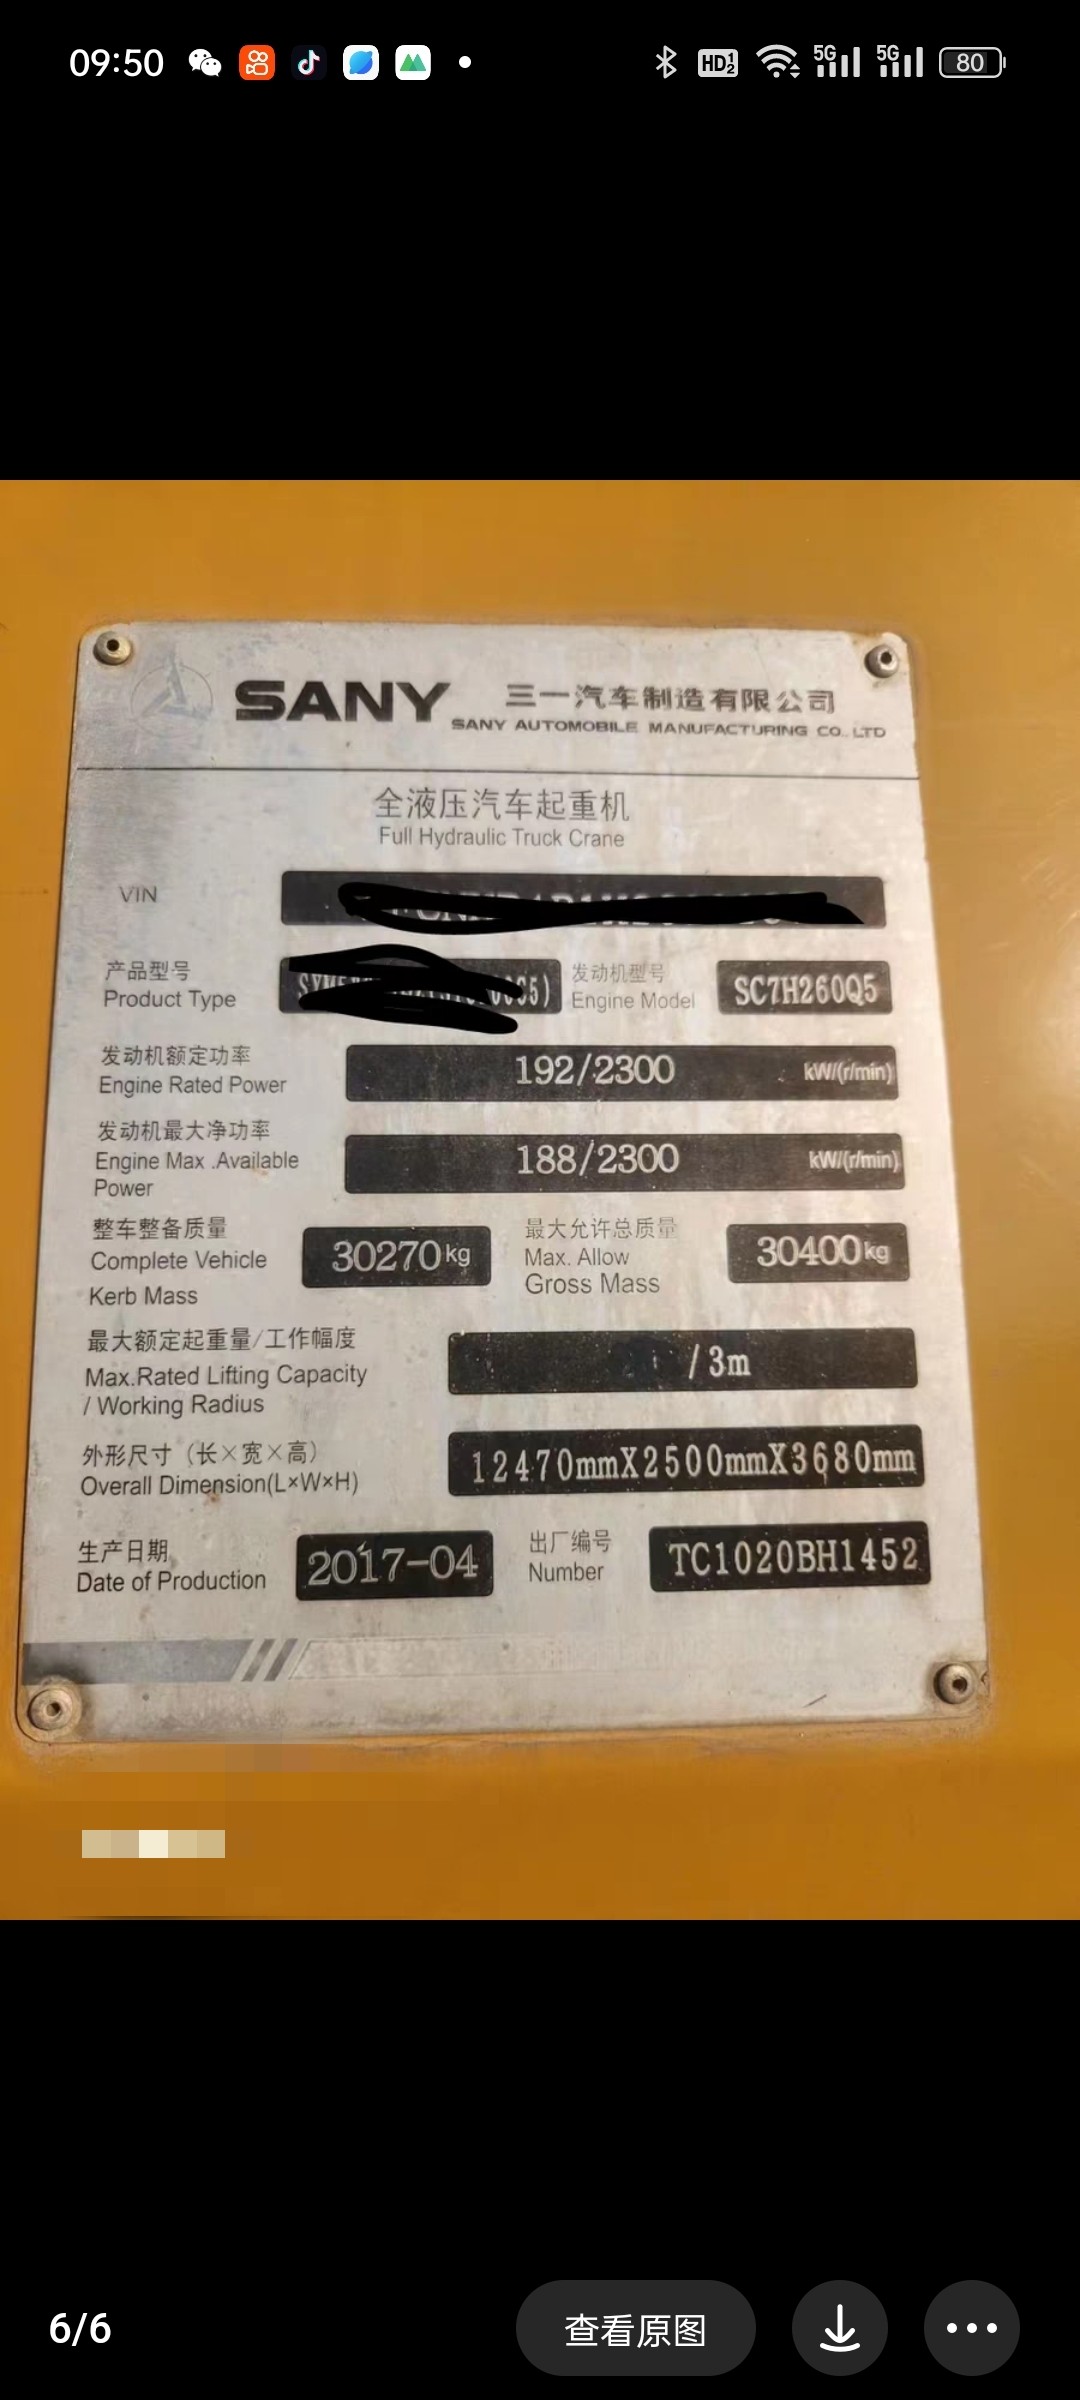 09:50
HD 1 2
5G
5G
80
SANY
三一汽车制造有限公司
SANY AUTOMOBILE MANUFACTURING CO., LTD
全液压汽车起重机
Full Hydraulic Truck Crane
VIN
产品型号
Product Type
发动机型号
Engine Model
SC7H260Q5
发动机额定功率
Engine Rated Power
192/2300 kW/(r/min)
发动机最大净功率
Engine Max .Available
Power
188/2300 kW/(r/min)
整车整备质量
Complete Vehicle
Kerb Mass
30270kg
最大允许总质量
Max. Allow
Gross Mass
30400kg
最大额定起重量/工作幅度
Max.Rated Lifting Capacity
/ Working Radius
/ 3m
外形尺寸（长×宽×高）
Overall Dimension(L×W×H)
12470mmX2500mmX3680mm
生产日期
Date of Production
2017-04
出厂编号
Number
TC1020BH1452
6/6
查看原图